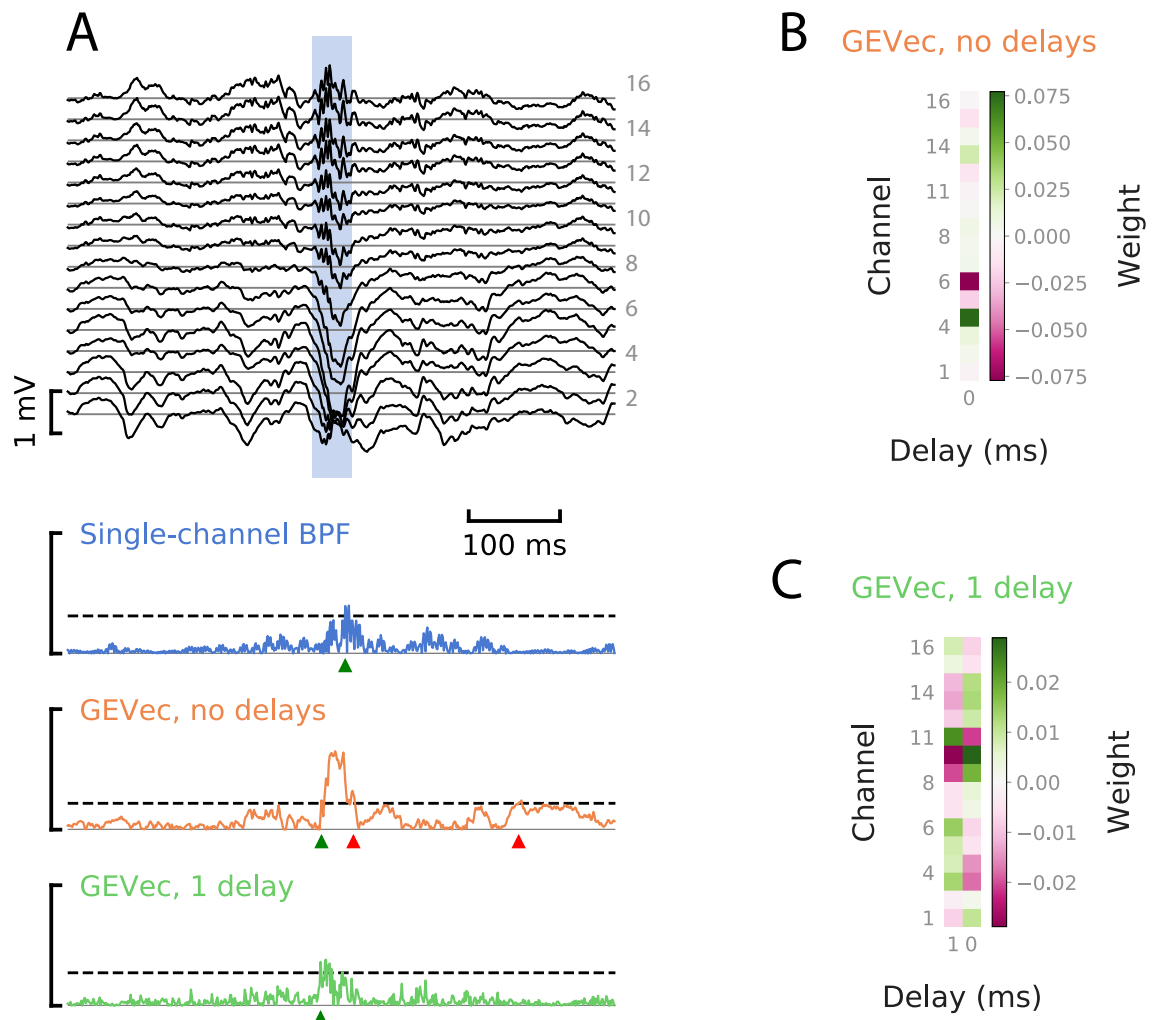 A
16
14
12
10
8
6
4
2
1 mV
Single-channel BPF
100 ms
GEVec, no delays
GEVec, 1 delay
B
GEVec, no delays
Channel
16
14
11
8
6
4
1
0
Delay (ms)
0.075
0.050
0.025
0.000
−0.025
−0.050
−0.075
Weight
C
GEVec, 1 delay
Channel
16
14
11
8
6
4
1
1 0
Delay (ms)
0.02
0.01
0.00
−0.01
−0.02
Weight